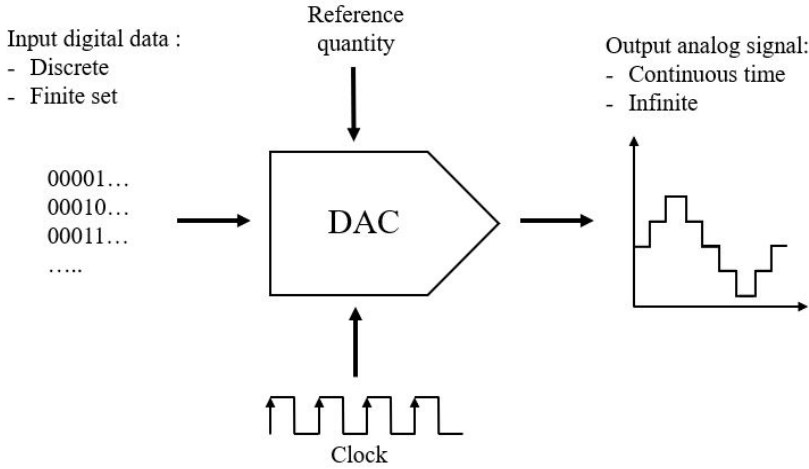 Reference
quantity
Input digital data :
- Discrete
- Finite set
Output analog signal:
- Continuous time
- Infinite
00001…
00010…
00011…
…..
DAC
Clock